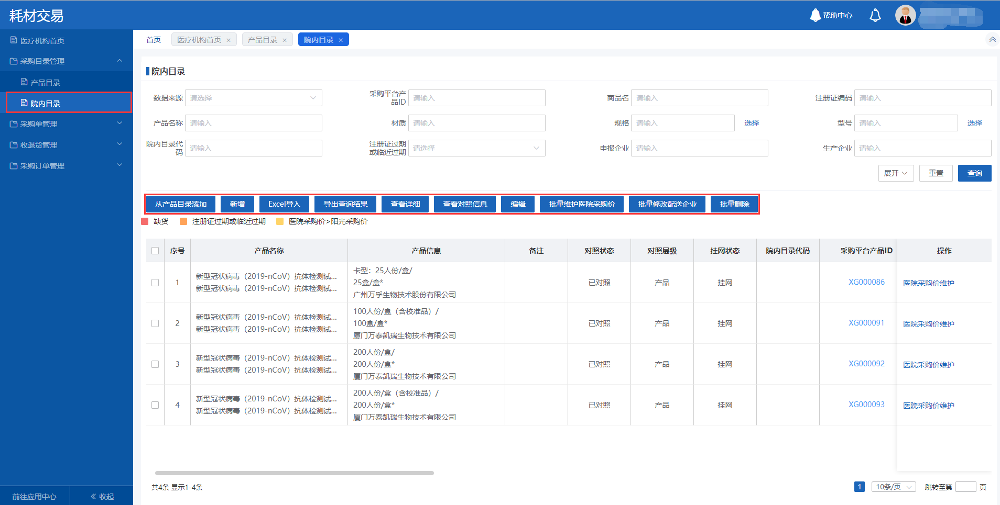 耗材交易
帮助中心
医疗机构首页
采购目录管理
产品目录
院内目录
采购单管理
收退货管理
采购订单管理
前往应用中心
收起
首页
医疗机构首页 ×
产品目录 ×
院内目录 ×
院内目录
数据来源 请选择
采购平台产品ID 请输入
商品名 请输入
注册证编码 请输入
产品名称 请输入
材质 请输入
规格 请输入 选择
型号 请输入 选择
院内目录代码 请输入
注册证过期或临近过期 请选择
申报企业 请输入
生产企业 请输入
展开 重置 查询
从产品目录添加 新增 Excel导入 导出查询结果 查看详细 查看对照信息 编辑 批量维护医院采购价 批量修改配送企业 批量删除
缺货 注册证过期或临近过期 医院采购价>阳光采购价
序号 产品名称 产品信息 备注 对照状态 对照层级 挂网状态 院内目录代码 采购平台产品ID 操作
1
新型冠状病毒（2019-nCoV）抗体检测试...
新型冠状病毒（2019-nCoV）抗体检测试...
卡型：25人份/盒/
25盒/盒*
广州万孚生物技术股份有限公司
已对照 产品 挂网 XG000086 医院采购价维护
2
新型冠状病毒（2019-nCoV）抗体检测试...
新型冠状病毒（2019-nCoV）抗体检测试...
100人份/盒（含校准品）/
100盒/盒*
厦门万泰凯瑞生物技术有限公司
已对照 产品 挂网 XG000091 医院采购价维护
3
新型冠状病毒（2019-nCoV）抗体检测试...
新型冠状病毒（2019-nCoV）抗体检测试...
200人份/盒/
200人份/盒*
厦门万泰凯瑞生物技术有限公司
已对照 产品 挂网 XG000092 医院采购价维护
4
新型冠状病毒（2019-nCoV）抗体检测试...
新型冠状病毒（2019-nCoV）抗体检测试...
200人份/盒（含校准品）/
200人份/盒*
厦门万泰凯瑞生物技术有限公司
已对照 产品 挂网 XG000093 医院采购价维护
共4条 显示1-4条
1 10条/页 跳转至第 页